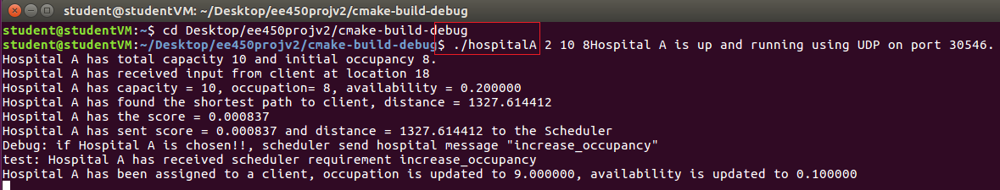 student@studentVM: ~/Desktop/ee450projv2/cmake-build-debug
student@studentVM:~$ cd Desktop/ee450projv2/cmake-build-debug
student@studentVM:~/Desktop/ee450projv2/cmake-build-debug$ ./hospitalA 2 10 8Hospital A is up and running using UDP on port 30546.
Hospital A has total capacity 10 and initial occupancy 8.
Hospital A has received input from client at location 18
Hospital A has capacity = 10, occupation= 8, availability = 0.200000
Hospital A has found the shortest path to client, distance = 1327.614412
Hospital A has the score = 0.000837
Hospital A has sent score = 0.000837 and distance = 1327.614412 to the Scheduler
Debug: if Hospital A is chosen!!, scheduler send hospital message "increase_occupancy"
test: Hospital A has received scheduler requirement increase_occupancy
Hospital A has been assigned to a client, occupation is updated to 9.000000, availability is updated to 0.100000